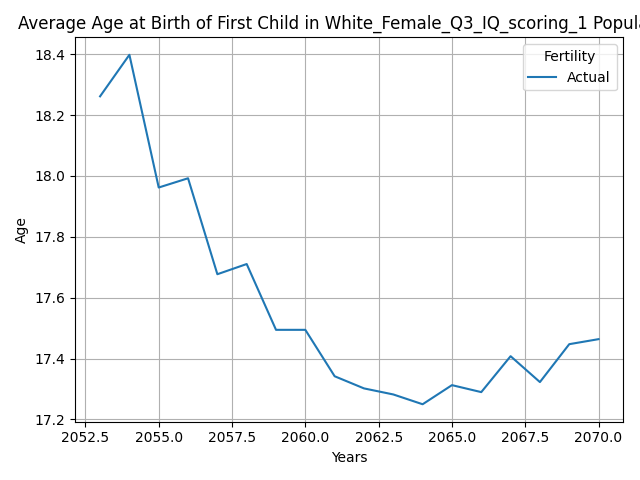 Average Age at Birth of First Child in White_Female_Q3_IQ_scoring_1 Popula
Fertility
Actual
18.4
18.2
18.0
17.8
17.6
17.4
17.2
Age
2052.5 2055.0 2057.5 2060.0 2062.5 2065.0 2067.5 2070.0
Years